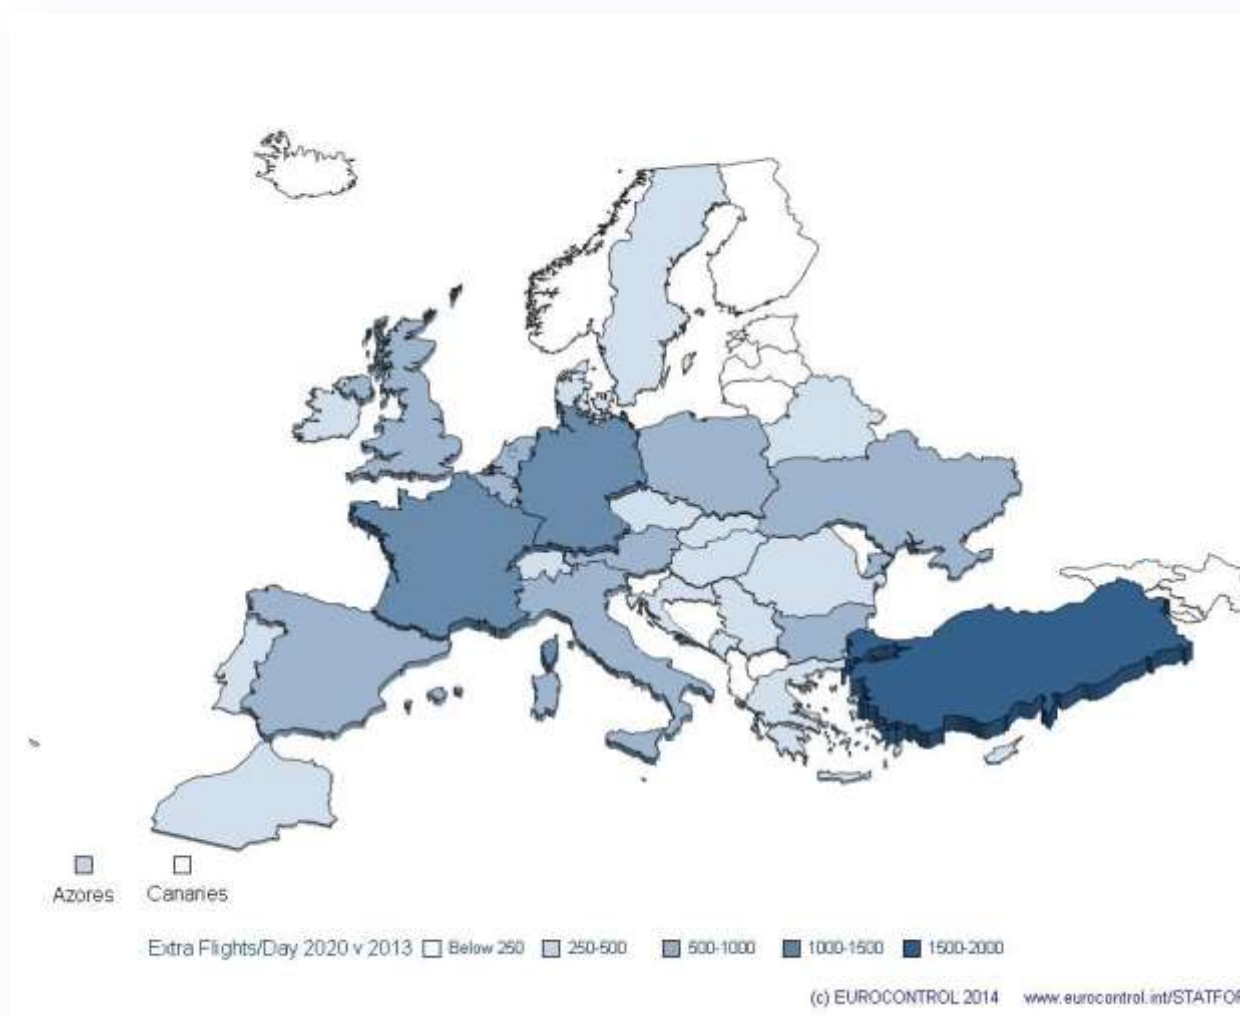 Azores
Canaries
Extra Flights/Day 2020 v 2013 Below 250 250-500 500-1000 1000-1500 1500-2000
(c) EUROCONTROL 2014 www.eurocontrol.int/STATFOR